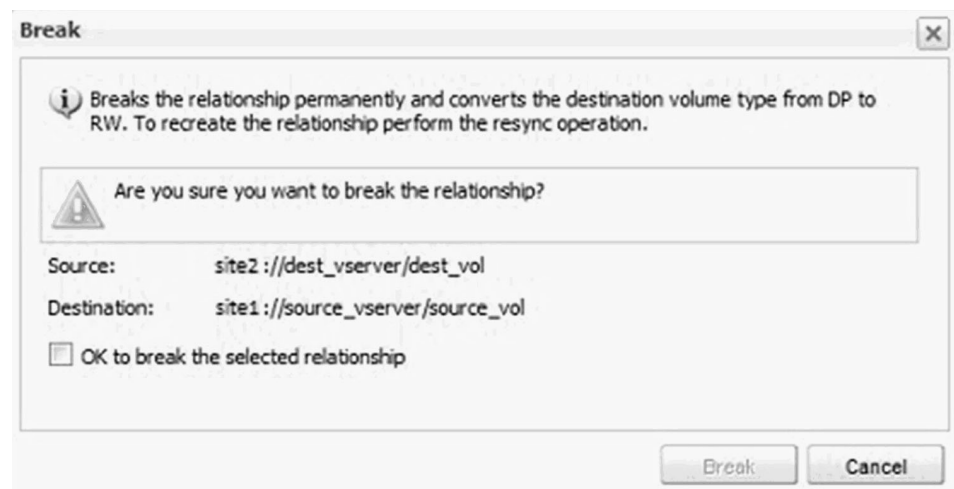 Break
Breaks the relationship permanently and converts the destination volume type from DP to
RW. To recreate the relationship perform the resync operation.
Are you sure you want to break the relationship?
Source: site2 ://dest_vserver/dest_vol
Destination: site1 ://source_vserver/source_vol
OK to break the selected relationship
Break Cancel